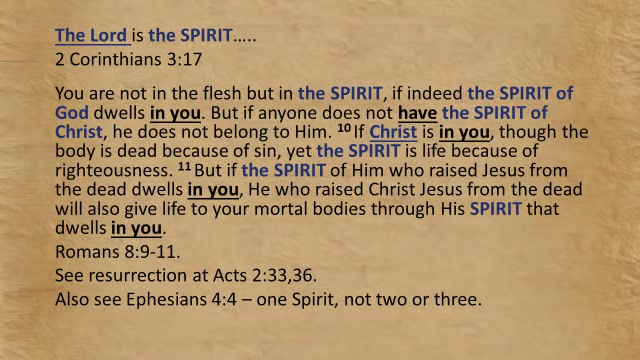 The Lord is the SPIRIT.....
2 Corinthians 3:17
You are not in the flesh but in the SPIRIT, if indeed the SPIRIT of
God dwells in you. But if anyone does not have the SPIRIT of
Christ, he does not belong to Him. 10 If Christ is in you, though the
body is dead because of sin, yet the SPIRIT is life because of
righteousness. 11 But if the SPIRIT of Him who raised Jesus from
the dead dwells in you, He who raised Christ Jesus from the dead
will also give life to your mortal bodies through His SPIRIT that
dwells in you.
Romans 8:9-11.
See resurrection at Acts 2:33,36.
Also see Ephesians 4:4 – one Spirit, not two or three.